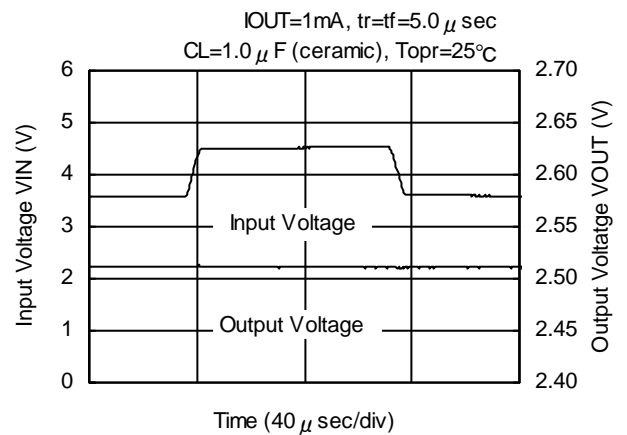 IOUT=1mA, tr=tf=5.0 μ sec
CL=1.0 μ F (ceramic), Topr=25°C
6
5
4
3
2
1
0
Input Voltage VIN (V)
Input Voltage
Output Voltage
2.70
2.65
2.60
2.55
2.50
2.45
2.40
Output Voltatge VOUT (V)
Time (40 μ sec/div)